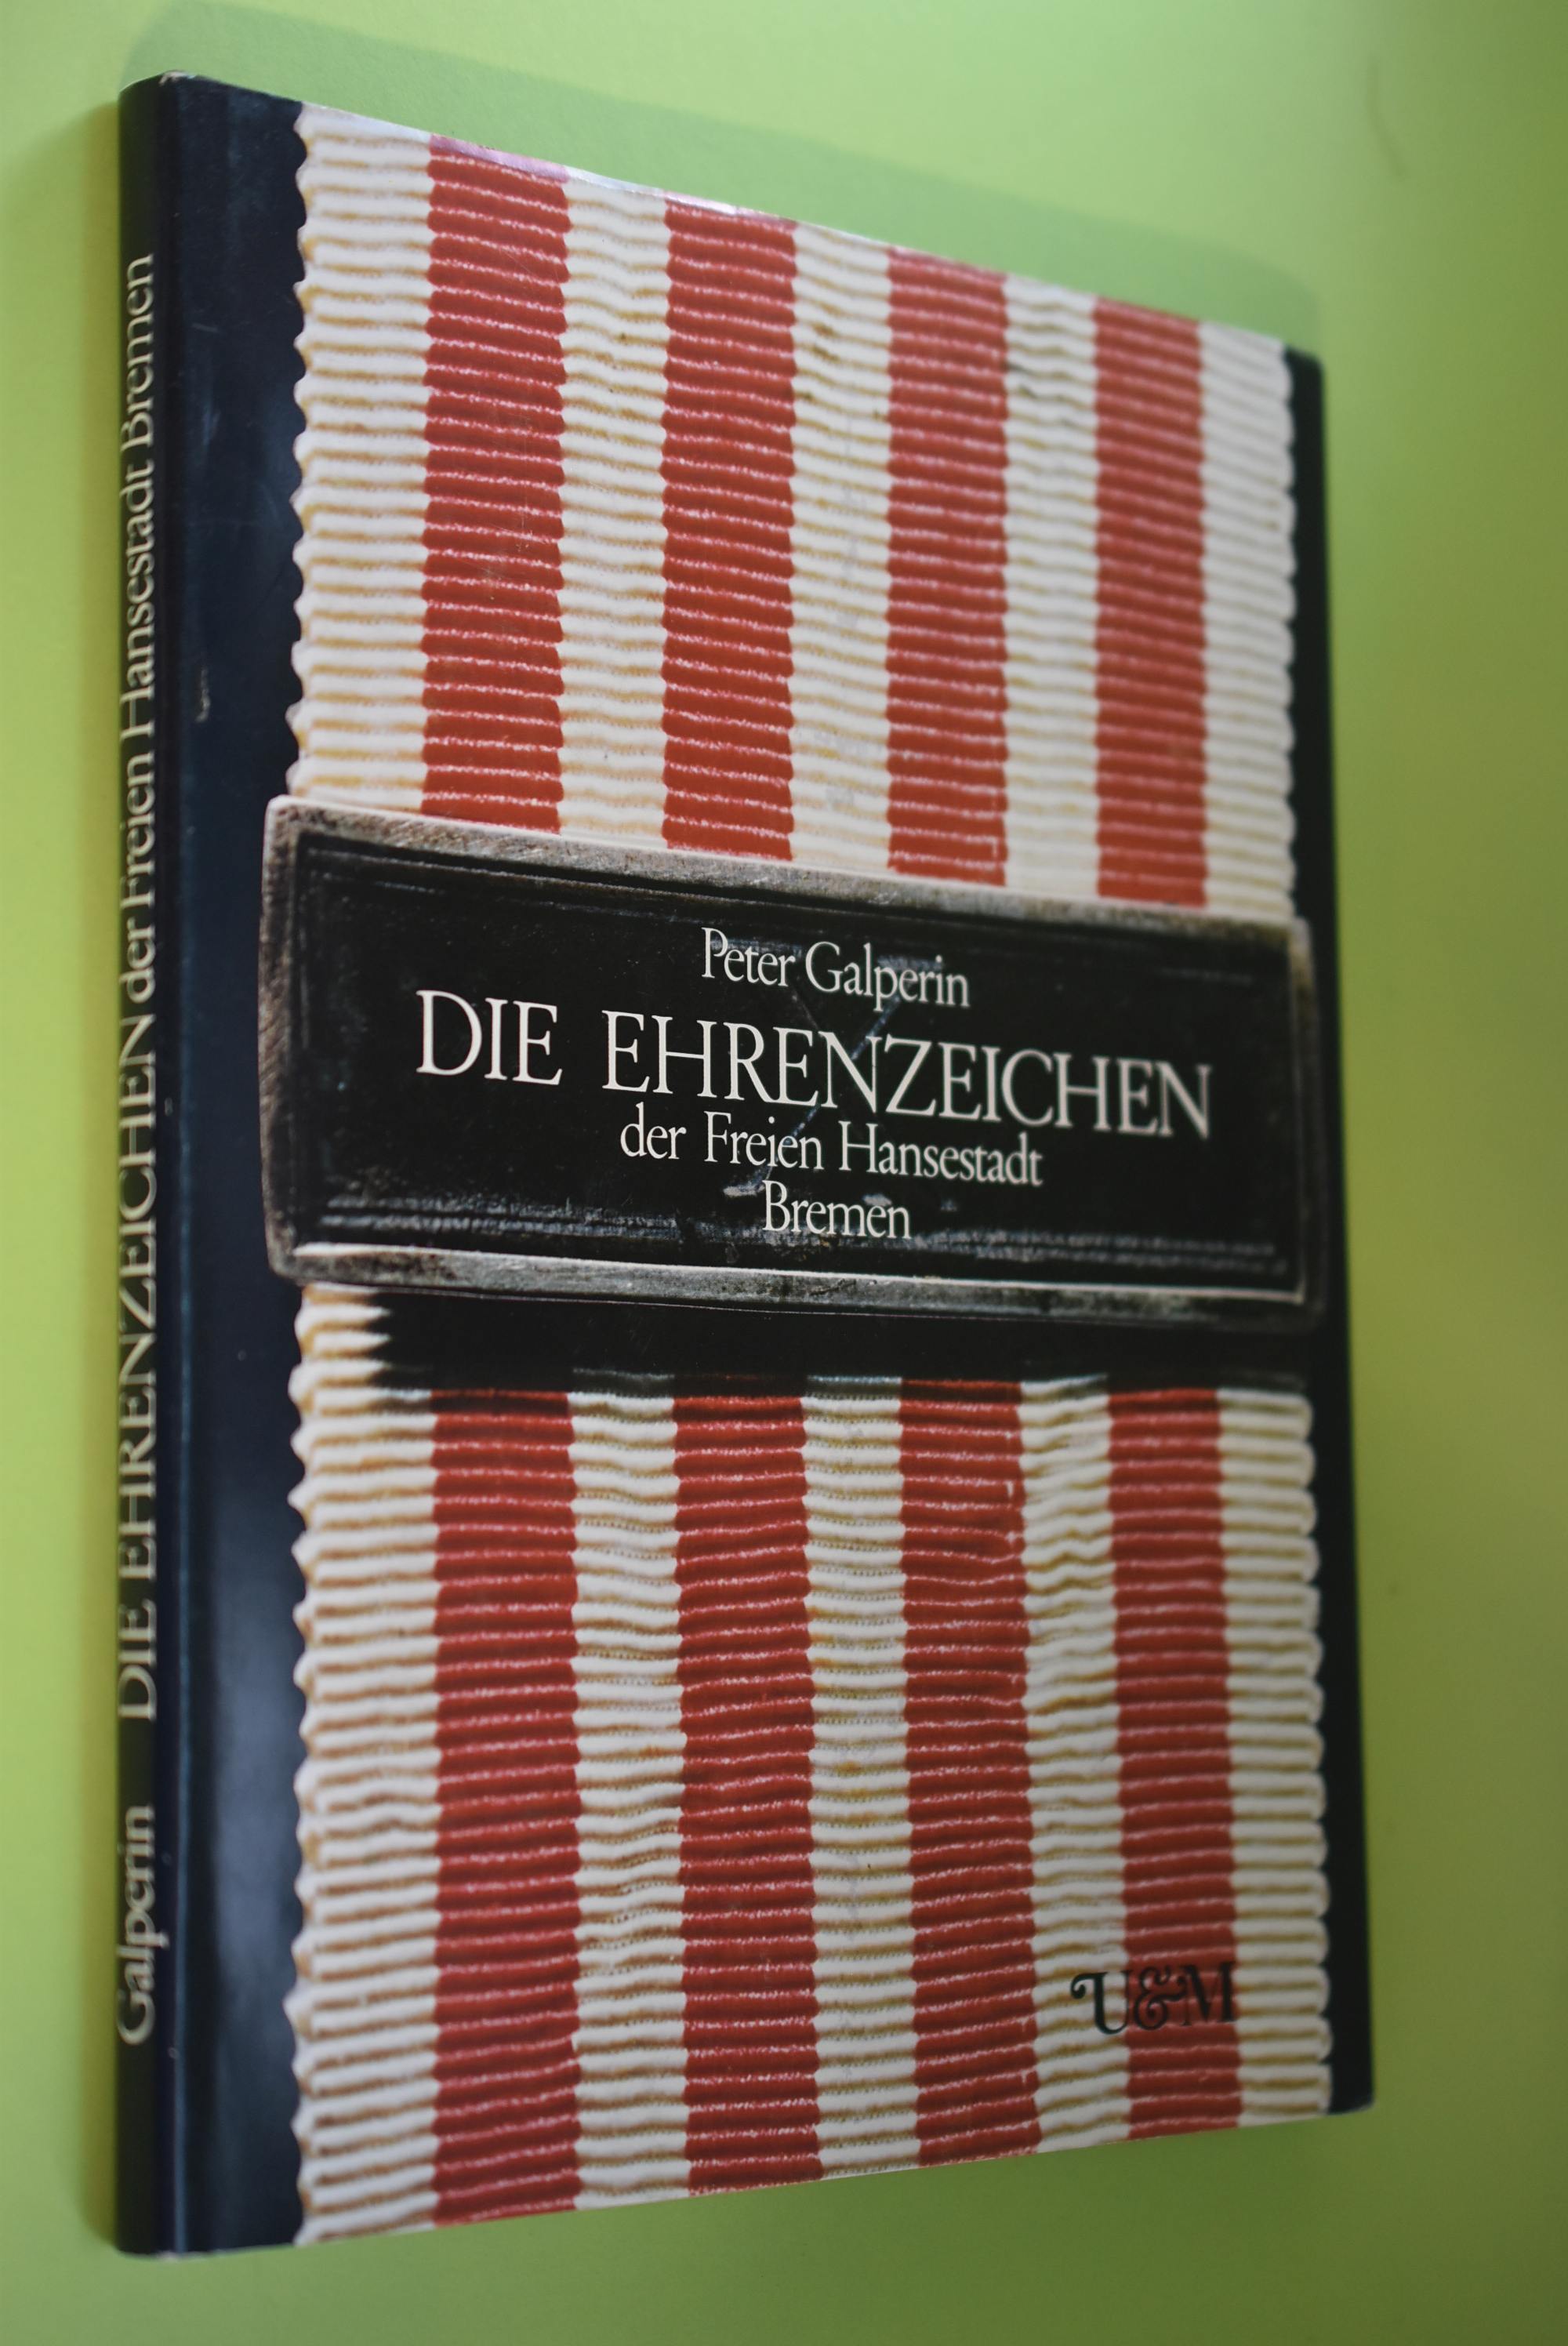 Peter Galperin
DIE EHRENZEICHEN
der Freien Hansestadt
Bremen
U&M
Galperin DIE EHRENZEICHEN der Freien Hansestadt Bremen